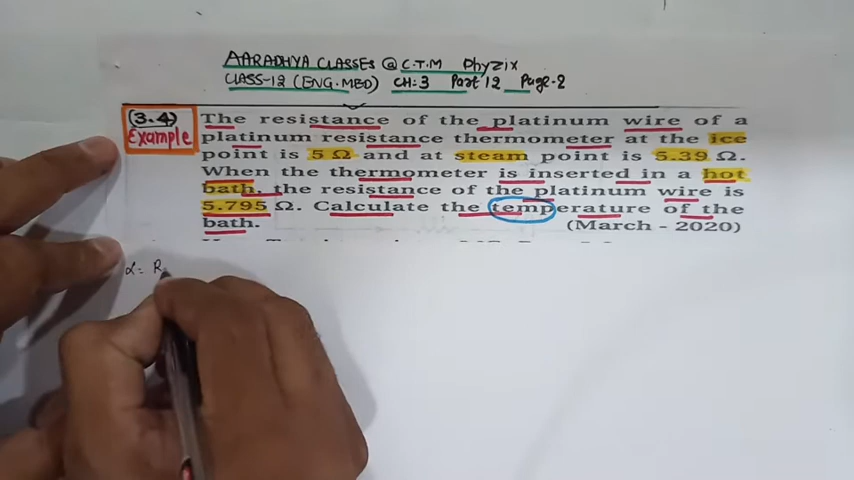 AARADHYA CLASSES @ C.T.M Phyzix
CLASS-12 (ENG.MED) CH:3 Part 12 Page-2
(3.4) Example
The resistance of the platinum wire of a
platinum resistance thermometer at the ice
point is 5 Ω and at steam point is 5.39 Ω.
When the thermometer is inserted in a hot
bath, the resistance of the platinum wire is
5.795 Ω. Calculate the temperature of the
bath. (March - 2020)
α = R